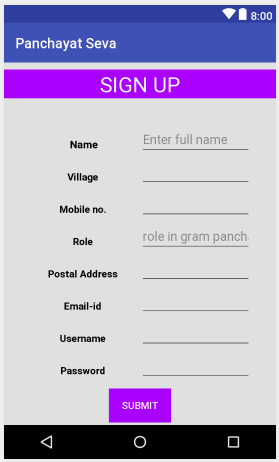 8:00
Panchayat Seva
SIGN UP
Name Enter full name
Village
Mobile no.
Role role in gram pancha
Postal Address
Email-id
Username
Password
SUBMIT